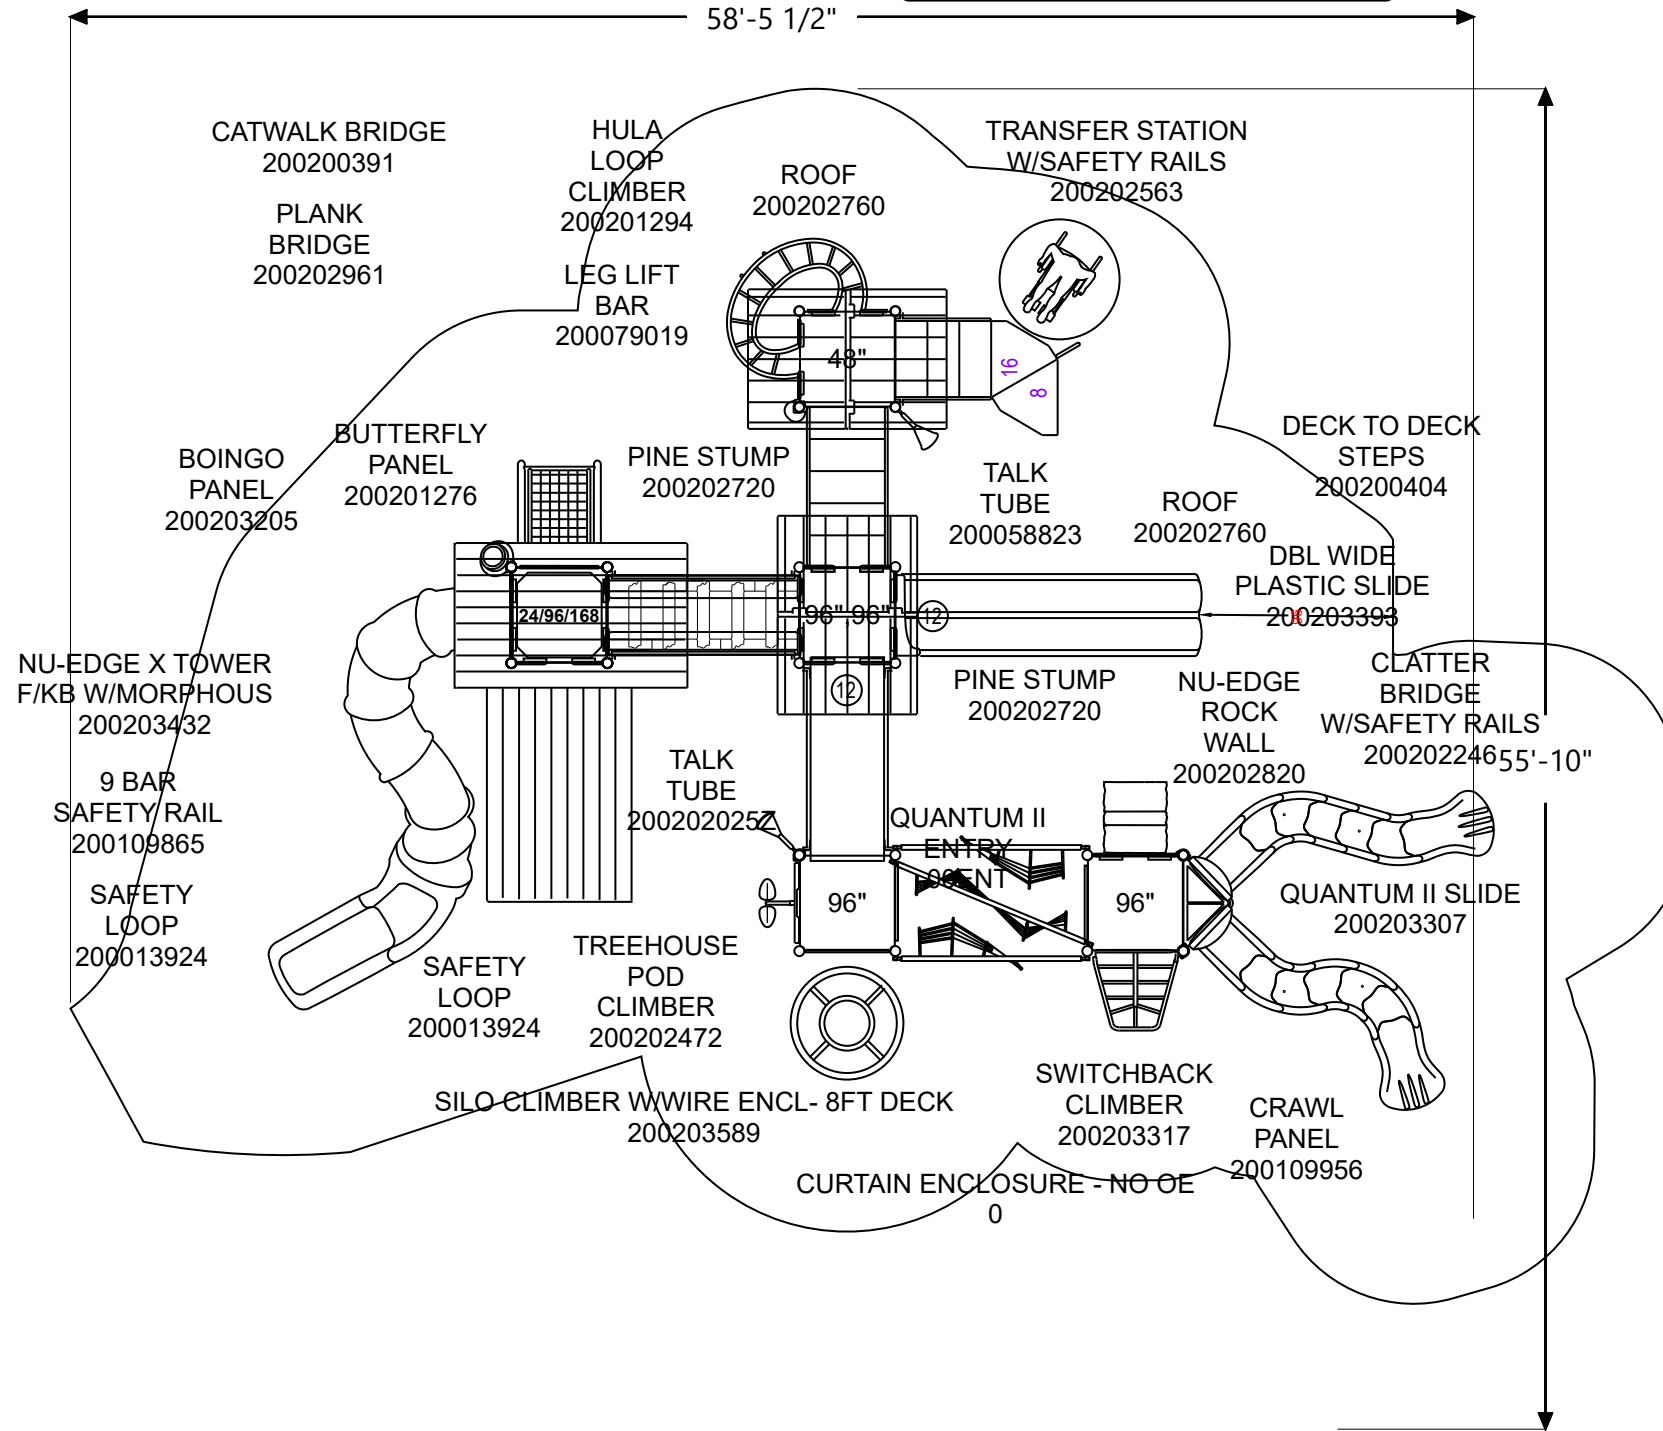 58'-5 1/2"
CATWALK BRIDGE
200200391
PLANK
BRIDGE
200202961
HULA
LOOP
CLIMBER
200201294
LEG LIFT
BAR
200079019
ROOF
200202760
TRANSFER STATION
W/SAFETY RAILS
200202563
48"
16
8
BOINGO
PANEL
200203205
BUTTERFLY
PANEL
200201276
PINE STUMP
200202720
TALK
TUBE
200058823
ROOF
200202760
DECK TO DECK
STEPS
200200404
DBL WIDE
PLASTIC SLIDE
200203393
24/96/168
96" 96"
12
12
NU-EDGE X TOWER
F/KB W/MORPHOUS
200203432
9 BAR
SAFETY RAIL
200109865
SAFETY
LOOP
200013924
PINE STUMP
200202720
NU-EDGE
ROCK
WALL
200202820
CLATTER
BRIDGE
W/SAFETY RAILS
200202246
55'-10"
TALK
TUBE
200202025Z
QUANTUM II
ENTRY
00ENT
96"
96"
QUANTUM II SLIDE
200203307
SAFETY
LOOP
200013924
TREEHOUSE
POD
CLIMBER
200202472
SILO CLIMBER W/WIRE ENCL- 8FT DECK
200203589
SWITCHBACK
CLIMBER
200203317
CRAWL
PANEL
200109956
CURTAIN ENCLOSURE - NO OE
0